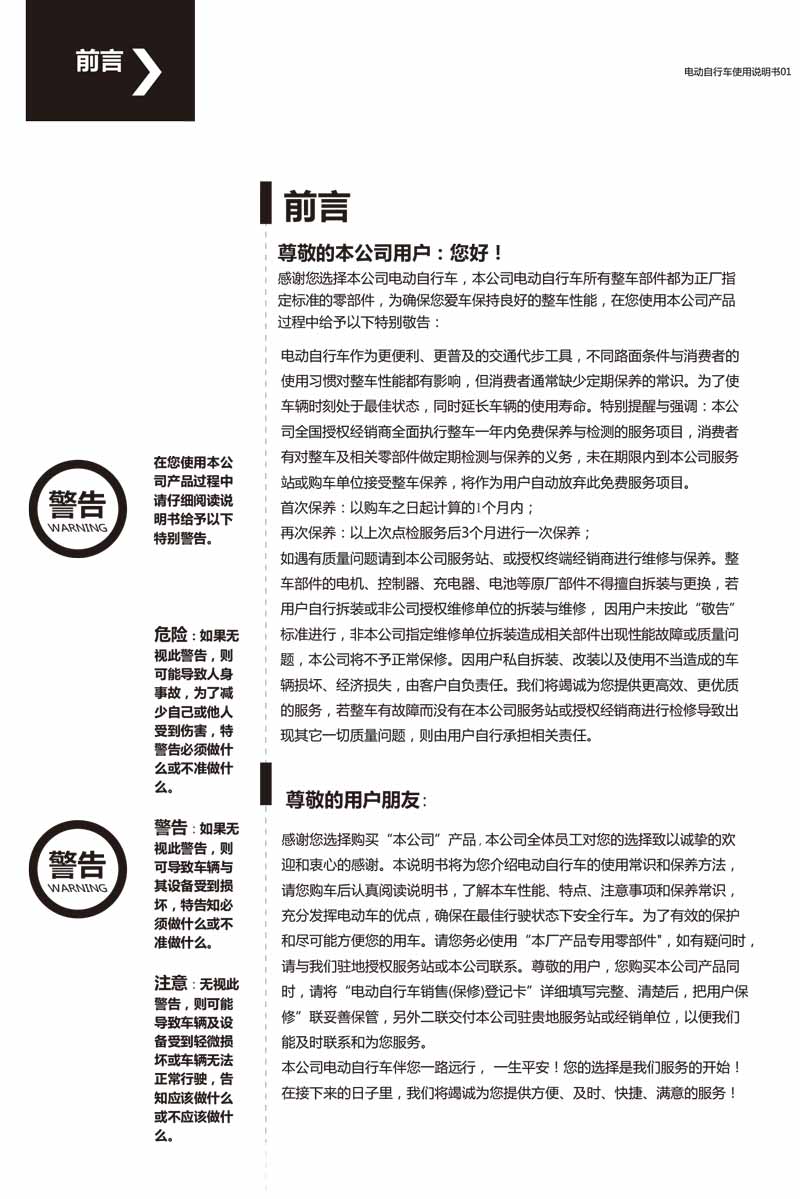 前言
电动自行车使用说明书01
前言
尊敬的本公司用户：您好！
感谢您选择本公司电动自行车，本公司电动自行车所有整车部件都为正厂指
定标准的零部件，为确保您爱车保持良好的整车性能，在您使用本公司产品
过程中给予以下特别敬告：
电动自行车作为更便利、更普及的交通代步工具，不同路面条件与消费者的
使用习惯对整车性能都有影响，但消费者通常缺少定期保养的常识。为了使
车辆时刻处于最佳状态，同时延长车辆的使用寿命。特别提醒与强调：本公
司全国授权经销商全面执行整车一年内免费保养与检测的服务项目，消费者
有对整车及相关零部件做定期检测与保养的义务，未在期限内到本公司服务
站或购车单位接受整车保养，将作为用户自动放弃此免费服务项目。
首次保养：以购车之日起计算的1个月内；
再次保养：以上次点检服务后3个月进行一次保养；
如遇有质量问题请到本公司服务站、或授权终端经销商进行维修与保养。整
车部件的电机、控制器、充电器、电池等原厂部件不得擅自拆装与更换，若
用户自行拆装或非公司授权维修单位的拆装与维修， 因用户未按此“敬告”
标准进行，非本公司指定维修单位拆装造成相关部件出现性能故障或质量问
题，本公司将不予正常保修。因用户私自拆装、改装以及使用不当造成的车
辆损坏、经济损失，由客户自负责任。我们将竭诚为您提供更高效、更优质
的服务，若整车有故障而没有在本公司服务站或授权经销商进行检修导致出
现其它一切质量问题，则由用户自行承担相关责任。
警告
WARNING
在您使用本公
司产品过程中
请仔细阅读说
明书给予以下
特别警告。
危险：如果无
视此警告，则
可能导致人身
事故，为了减
少自己或他人
受到伤害，特
警告必须做什
么或不准做什
么。
警告
WARNING
警告：如果无
视此警告，则
可导致车辆与
其设备受到损
坏，特告知必
须做什么或不
准做什么。
注意：无视此
警告，则可能
导致车辆及设
备受到轻微损
坏或车辆无法
正常行驶，告
知应该做什么
或不应该做什
么。
尊敬的用户朋友：
感谢您选择购买“本公司”产品，本公司全体员工对您的选择致以诚挚的欢
迎和衷心的感谢。本说明书将为您介绍电动自行车的使用常识和保养方法，
请您购车后认真阅读说明书，了解本车性能、特点、注意事项和保养常识，
充分发挥电动车的优点，确保在最佳行驶状态下安全行车。为了有效的保护
和尽可能方便您的用车。请您务必使用“本厂产品专用零部件"，如有疑问时，
请与我们驻地授权服务站或本公司联系。尊敬的用户，您购买本公司产品同
时，请将“电动自行车销售(保修)登记卡”详细填写完整、清楚后，把用户保
修”联妥善保管，另外二联交付本公司驻贵地服务站或经销单位，以便我们
能及时联系和为您服务。
本公司电动自行车伴您一路远行， 一生平安！您的选择是我们服务的开始！
在接下来的日子里，我们将竭诚为您提供方便、及时、快捷、满意的服务！